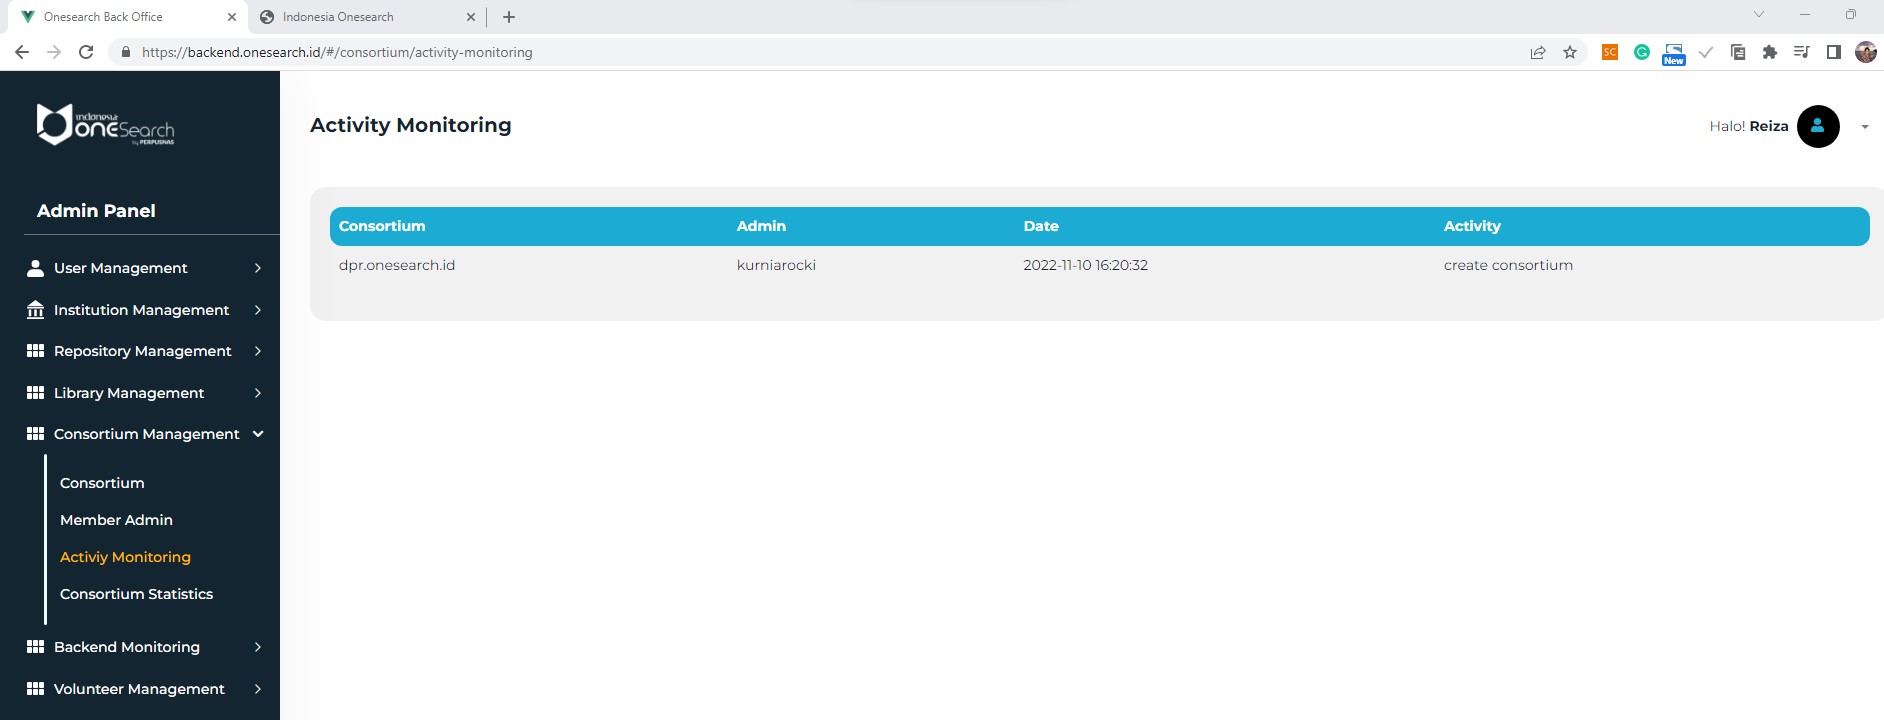 Onesearch Back Office
Indonesia Onesearch
https://backend.onesearch.id/#/consortium/activity-monitoring
SC
New
indonesia
oneSearch
by PERPUSNAS
Activity Monitoring
Halo! Reiza
Admin Panel
User Management
Institution Management
Repository Management
Library Management
Consortium Management
Consortium
Member Admin
Activiy Monitoring
Consortium Statistics
Backend Monitoring
Volunteer Management
Consortium Admin Date Activity
dpr.onesearch.id kurniarocki 2022-11-10 16:20:32 create consortium